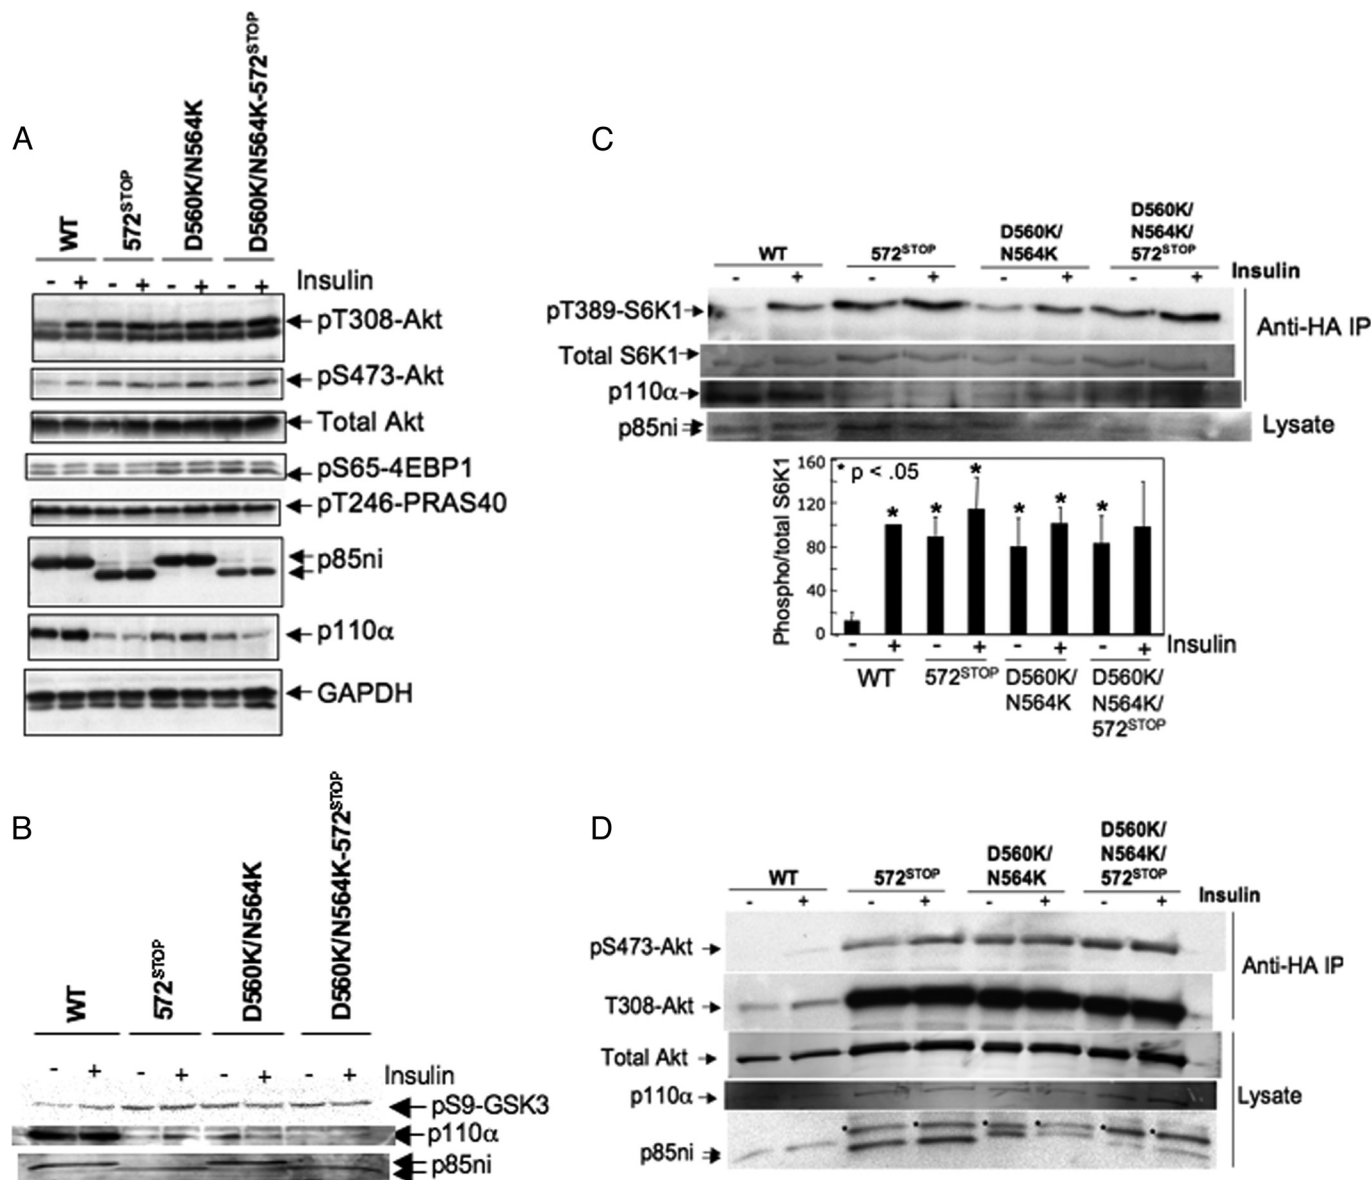 A
WT
572STOP
D560K/N564K
D560K/N564K-572STOP
- + - + - + - + Insulin
pT308-Akt
pS473-Akt
Total Akt
pS65-4EBP1
pT246-PRAS40
p85ni
p110α
GAPDH
B
WT
572STOP
D560K/N564K
D560K/N564K-572STOP
- + - + - + - + Insulin
pS9-GSK3
p110α
p85ni
C
WT
572STOP
D560K/
N564K
D560K/
N564K/
572STOP
- + - + - + - + Insulin
pT389-S6K1
Total S6K1
p110α
p85ni
Anti-HA IP
Lysate
* p < .05
Phospho/total S6K1
160
120
80
40
0
* * * * * *
- + - + - + - + Insulin
WT
572STOP
D560K/
N564K
D560K/
N564K/
572STOP
D
WT
572STOP
D560K/
N564K
D560K/
N564K/
572STOP
- + - + - + - + Insulin
pS473-Akt
T308-Akt
Total Akt
p110α
p85ni
Anti-HA IP
Lysate